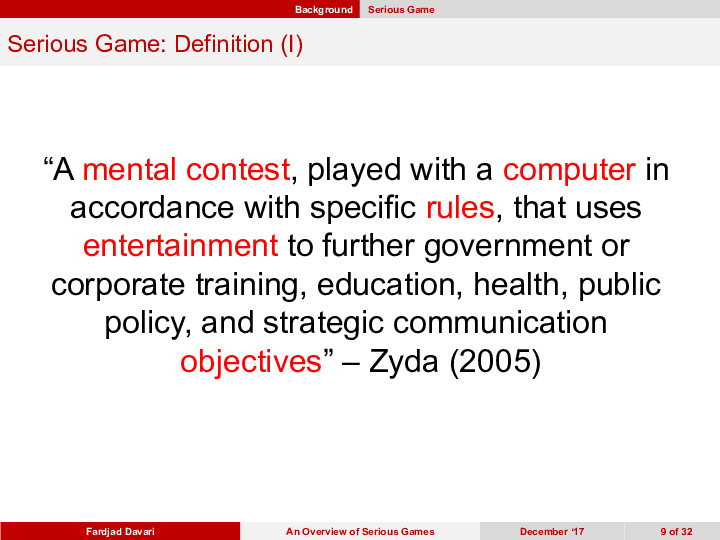 Background Serious Game
Serious Game: Definition (I)
“A mental contest, played with a computer in
accordance with specific rules, that uses
entertainment to further government or
corporate training, education, health, public
policy, and strategic communication
objectives” – Zyda (2005)
Fardjad Davari An Overview of Serious Games December ‘17 9 of 32